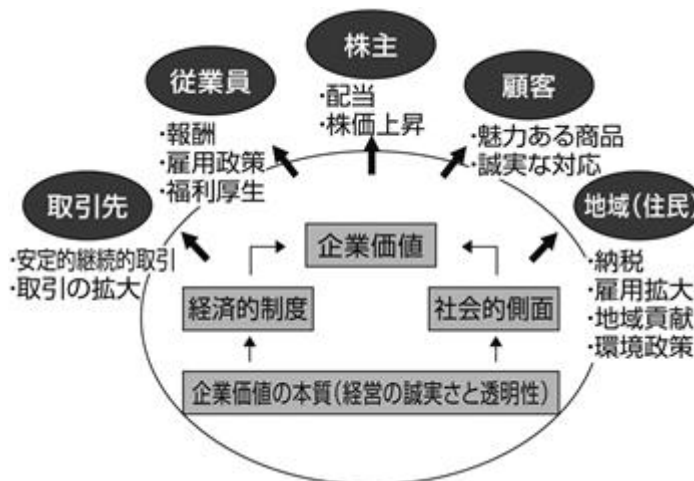 株主
・配当
・株価上昇
従業員
・報酬
・雇用政策
・福利厚生
顧客
・魅力ある商品
・誠実な対応
取引先
・安定的継続的取引
・取引の拡大
地域(住民)
・納税
・雇用拡大
・地域貢献
・環境政策
企業価値
経済的制度
社会的側面
企業価値の本質(経営の誠実さと透明性)